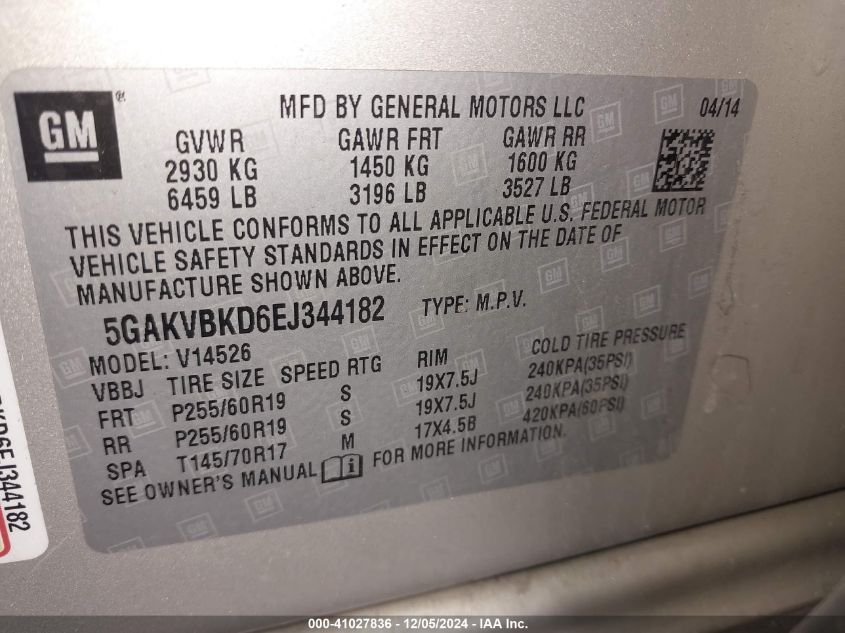 GM ®
MFD BY GENERAL MOTORS LLC 04/14
GVWR GAWR FRT GAWR RR
2930 KG 1450 KG 1600 KG
6459 LB 3196 LB 3527 LB
THIS VEHICLE CONFORMS TO ALL APPLICABLE U.S. FEDERAL MOTOR
VEHICLE SAFETY STANDARDS IN EFFECT ON THE DATE OF
MANUFACTURE SHOWN ABOVE.
5GAKVBKD6EJ344182 TYPE: M.P.V.
MODEL: V14526
VBBJ TIRE SIZE SPEED RTG RIM COLD TIRE PRESSURE
FRT P255/60R19 S 19X7.5J 240KPA(35PSI)
RR P255/60R19 S 19X7.5J 240KPA(35PSI)
SPA T145/70R17 M 17X4.5B 420KPA(60PSI)
SEE OWNER'S MANUAL FOR MORE INFORMATION.
KD6EJ344182
000-41027836 - 12/05/2024 - IAA Inc.